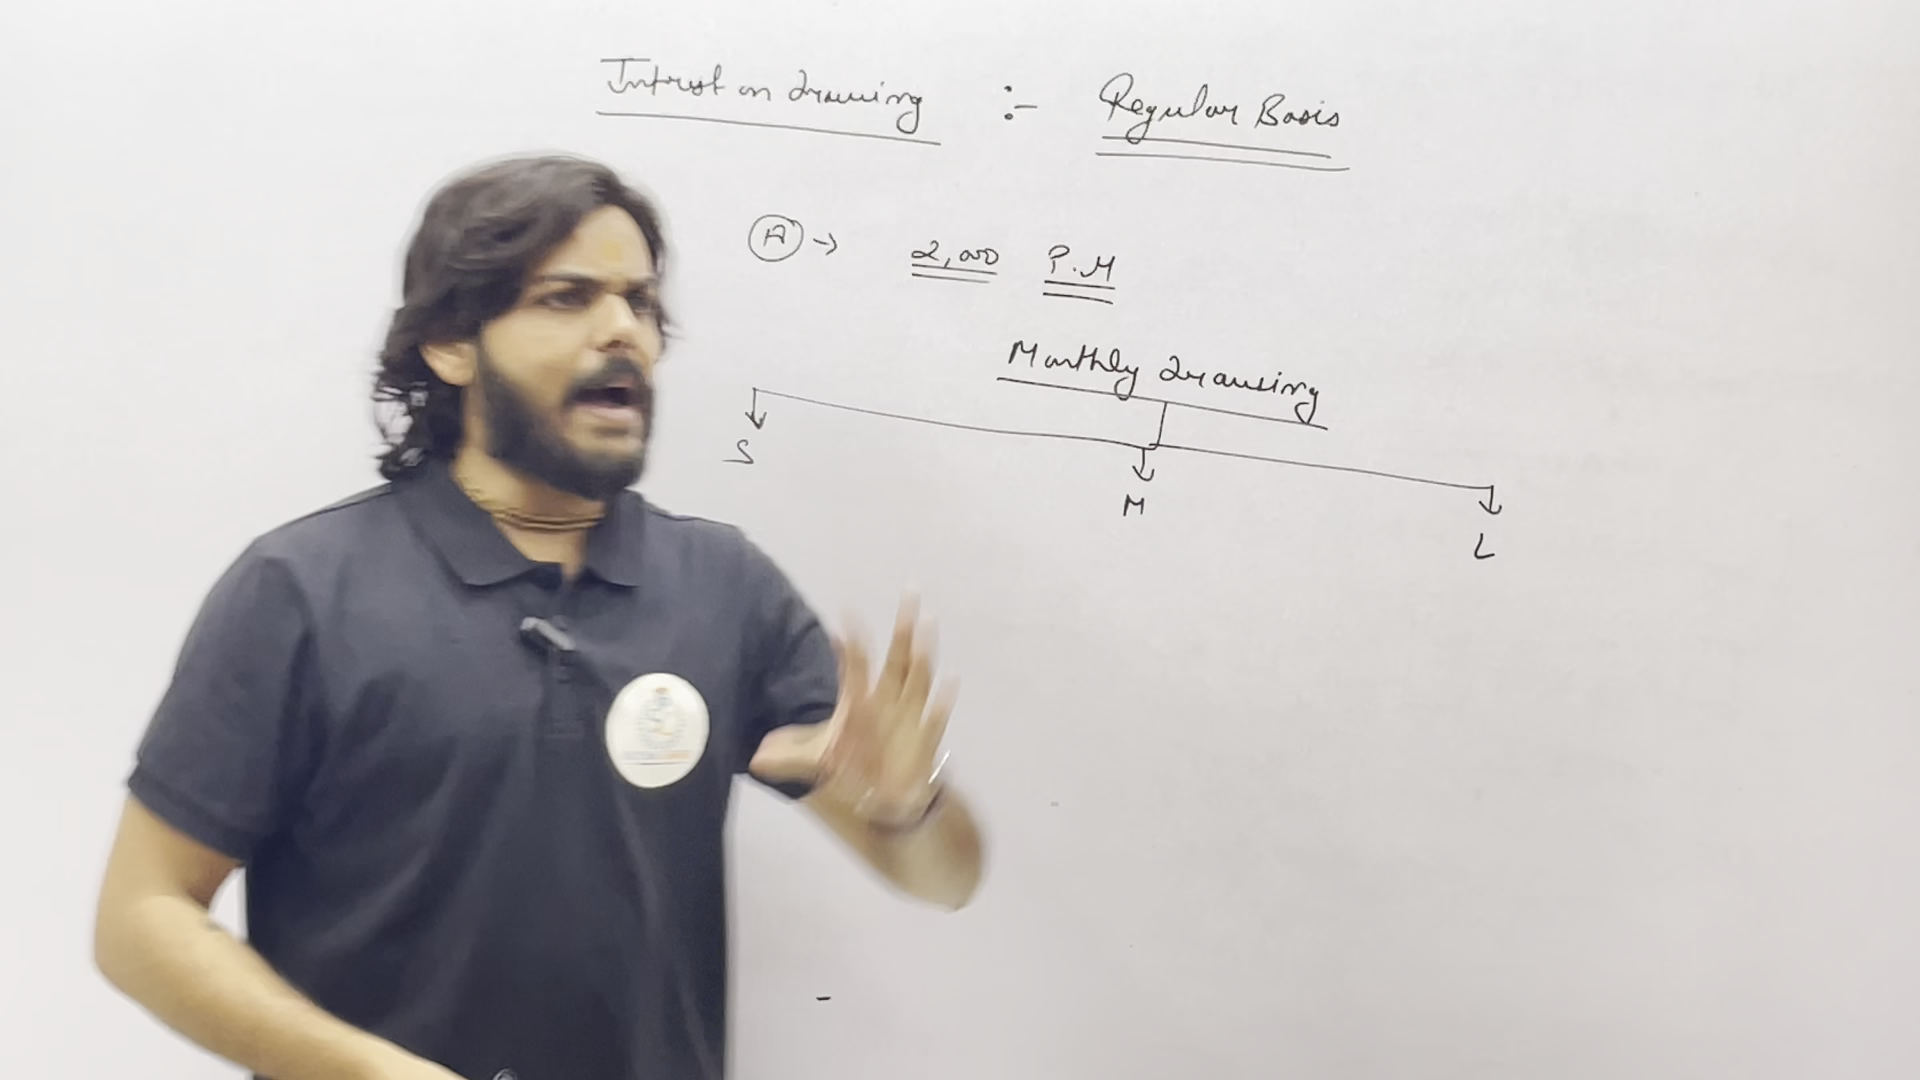 Intrest on drawing :- Regular Basis
A → 2,000 P.M
Monthly drawing
S
M
L